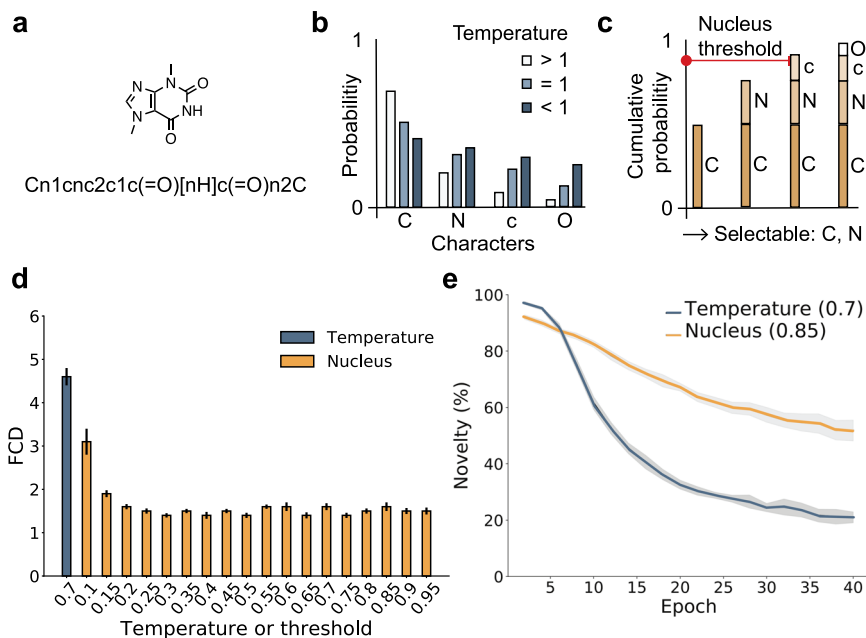 a
N
N
N
NH
O
O
Cn1cnc2c1c(=O)[nH]c(=O)n2C
b
1
0
Probabilitiy
Temperature
> 1
= 1
< 1
C N c O
Characters
c
1
0
Cumulative
probability
Nucleus
threshold
C
N
C
c
N
C
O
c
N
C
→ Selectable: C, N
d
6
5
4
3
2
1
0
FCD
Temperature
Nucleus
0.7 0.1 0.15 0.2 0.25 0.3 0.35 0.4 0.45 0.5 0.55 0.6 0.65 0.7 0.75 0.8 0.85 0.9 0.95
Temperature or threshold
e
100
80
60
40
20
0
Novelty (%)
Temperature (0.7)
Nucleus (0.85)
5 10 15 20 25 30 35 40
Epoch